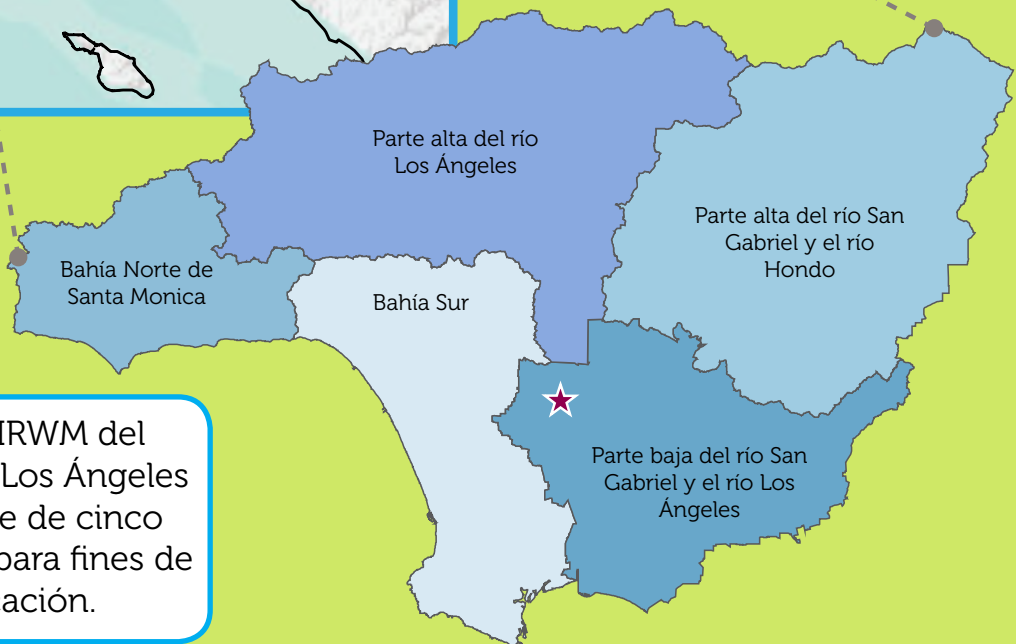 Parte alta del río
Los Ángeles
Parte alta del río San
Gabriel y el río
Hondo
Bahía Norte de
Santa Monica
Bahía Sur
Parte baja del río San
Gabriel y el río Los
Ángeles
IRWM del
Los Ángeles
e de cinco
para fines de
ación.